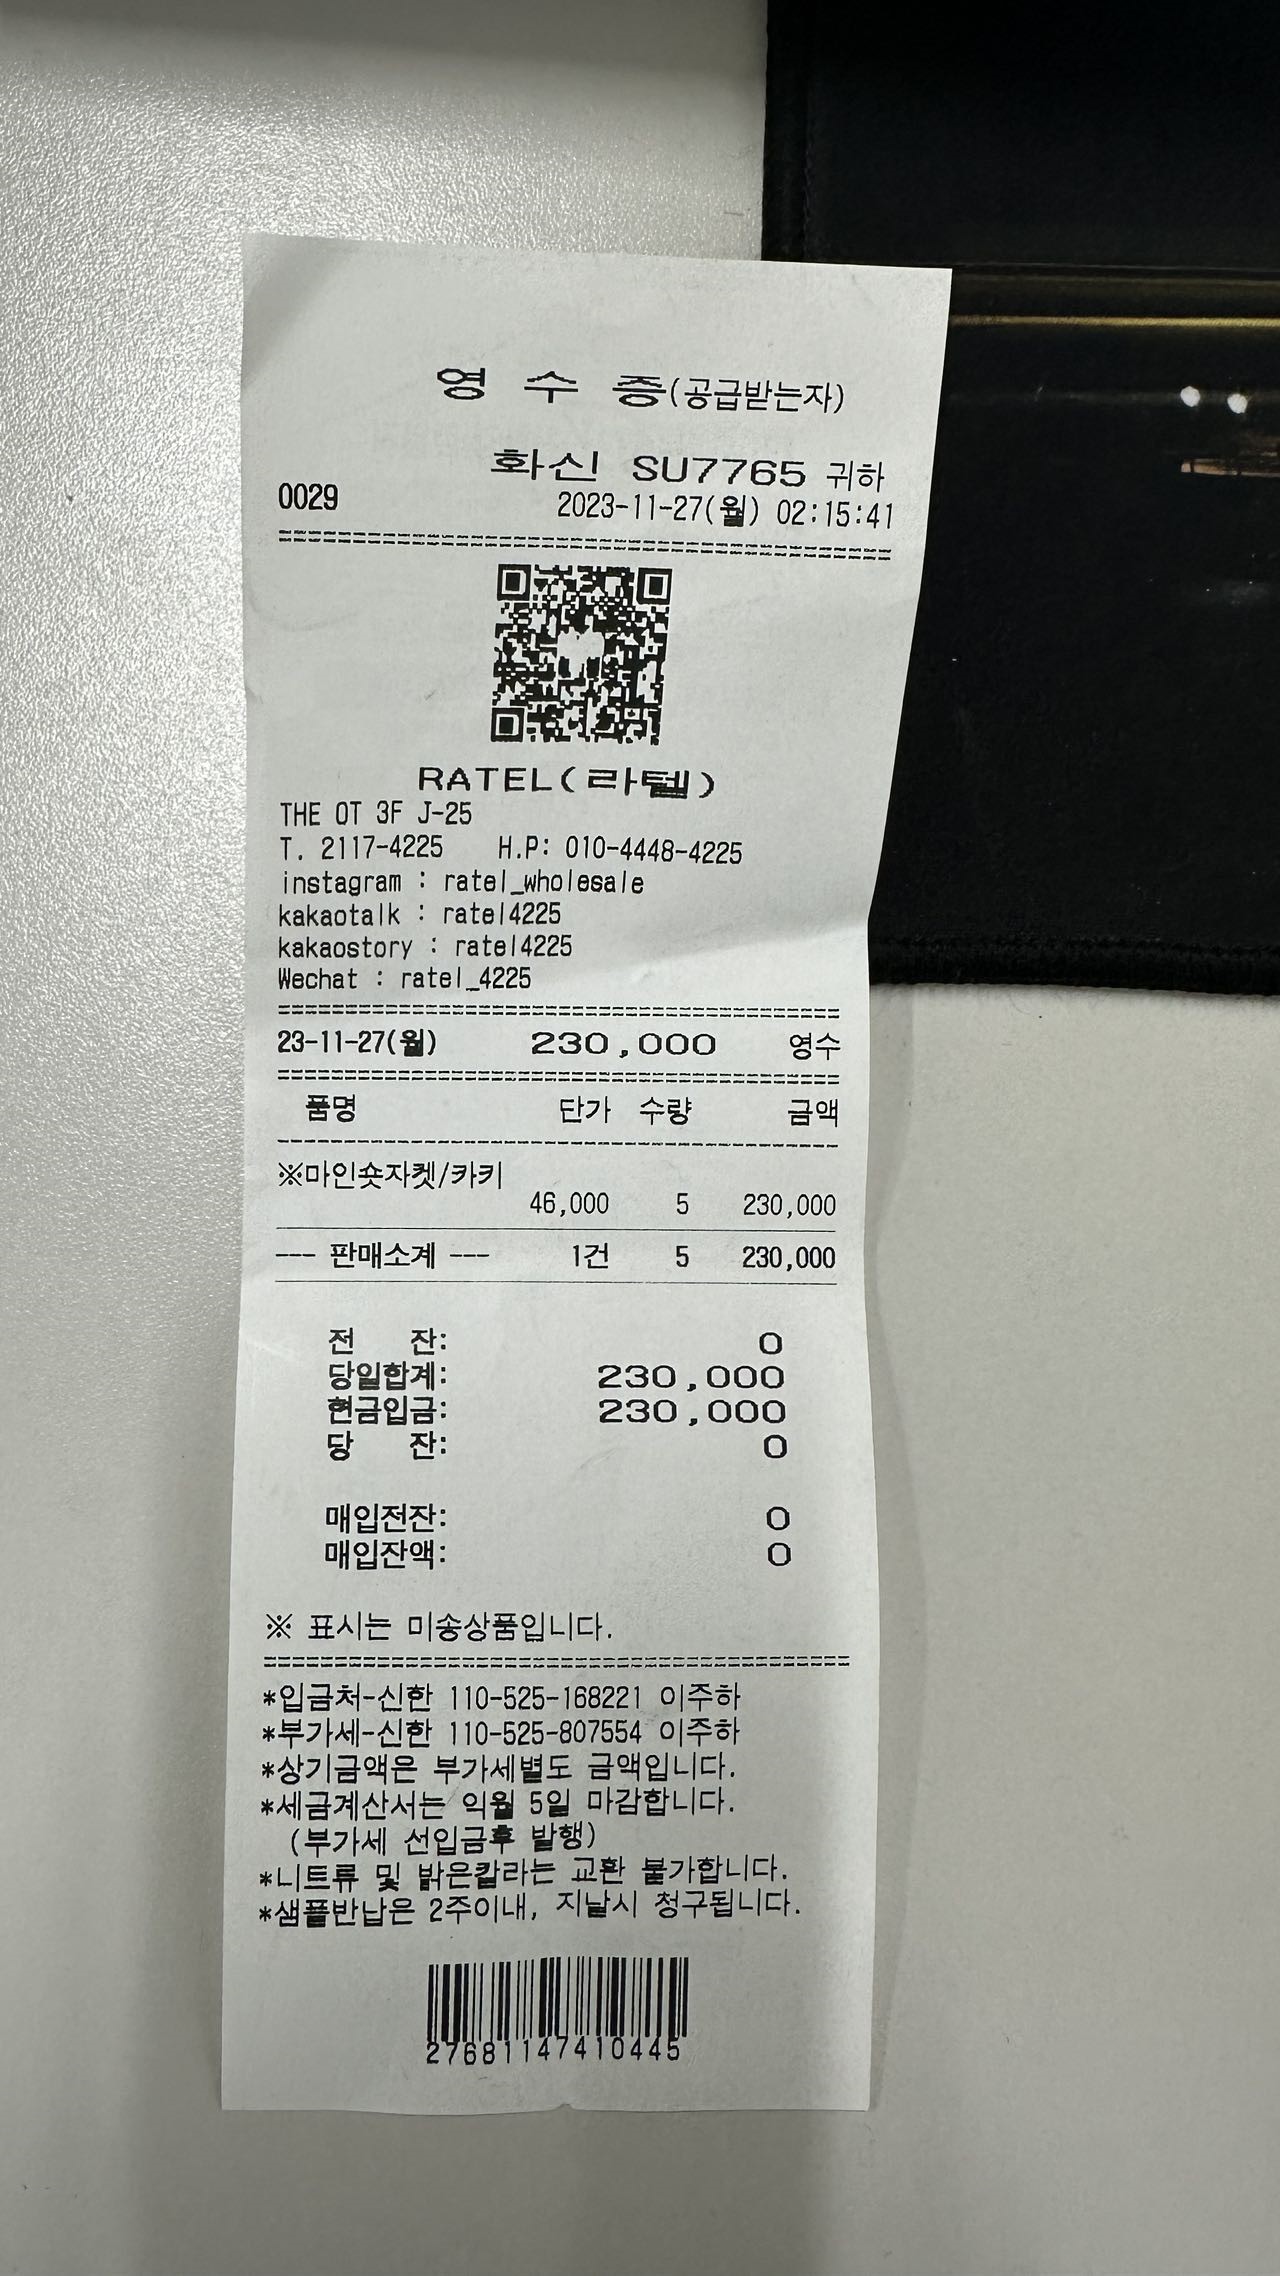 영 수 증(공급받는자)
화신 SU7765 귀하
0029 2023-11-27(월) 02:15:41
RATEL(라텔)
THE OT 3F J-25
T. 2117-4225 H.P: 010-4448-4225
instagram : ratel_wholesale
kakaotalk : ratel4225
kakaostory : ratel4225
Wechat : ratel_4225
23-11-27(월) 230,000 영수
품명 단가 수량 금액
※마인숏자켓/카키
46,000 5 230,000
--- 판매소계 --- 1건 5 230,000
전 잔: 0
당일합계: 230,000
현금입금: 230,000
당 잔: 0
매입전잔: 0
매입잔액: 0
※ 표시는 미송상품입니다.
*입금처-신한 110-525-168221 이주하
*부가세-신한 110-525-807554 이주하
*상기금액은 부가세별도 금액입니다.
*세금계산서는 익월 5일 마감합니다.
(부가세 선입금후 발행)
*니트류 및 밝은칼라는 교환 불가합니다.
*샘플반납은 2주이내, 지날시 청구됩니다.
27681147410445